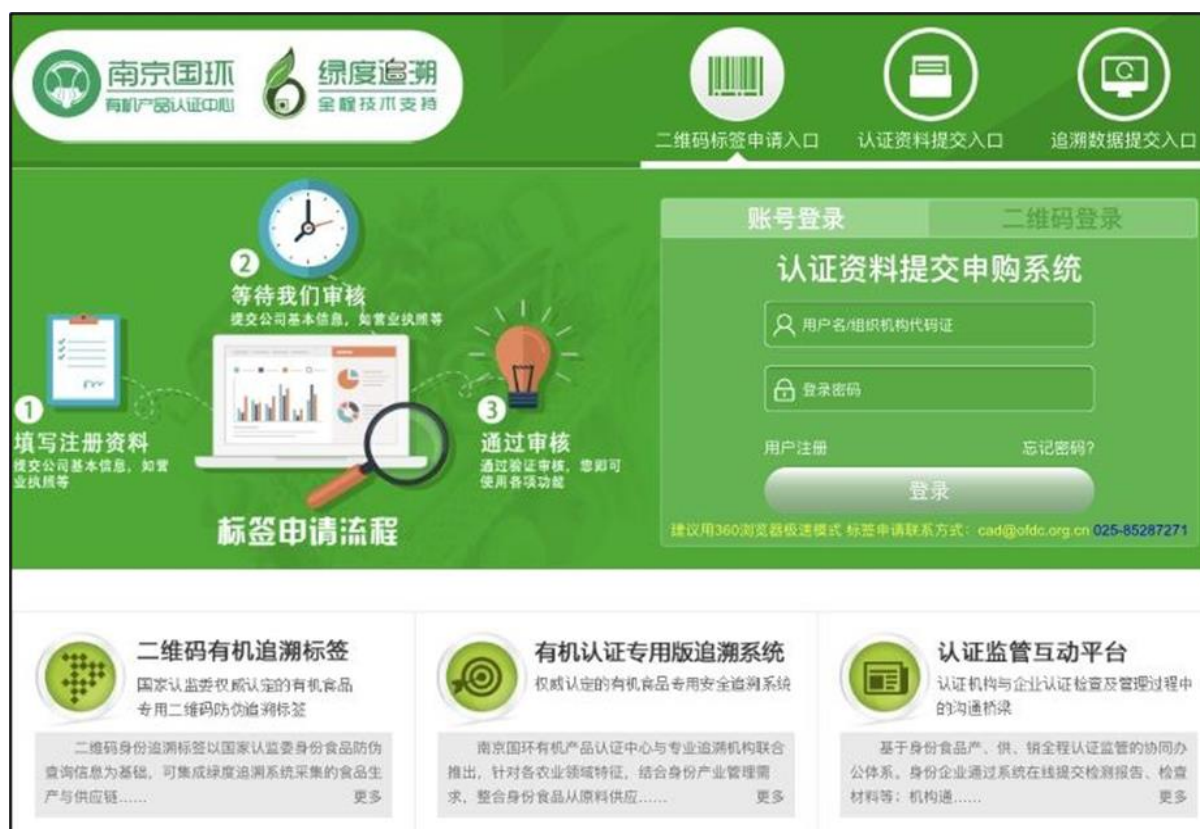 南京国环
有机产品认证中心
绿度追溯
全程技术支持
二维码标签申请入口
认证资料提交入口
追溯数据提交入口
账号登录
二维码登录
认证资料提交申购系统
用户名/组织机构代码证
登录密码
用户注册
忘记密码?
登录
建议用360浏览器极速模式 标签申请联系方式：cad@ofdc.org.cn 025-85287271
2
等待我们审核
提交公司基本信息，如营业执照等
1
填写注册资料
提交公司基本信息，如营
业执照等
3
通过审核
通过验证审核，您即可
使用各项功能
标签申请流程
二维码有机追溯标签
国家认监委权威认定的有机食品
专用二维码防伪追溯标签
二维码身份追溯标签以国家认监委身份食品防伪
查询信息为基础，可集成绿度追溯系统采集的食品生
产与供应链...... 更多
有机认证专用版追溯系统
权威认定的有机食品专用安全追溯系统
南京国环有机产品认证中心与专业追溯机构联合
推出，针对各农业领域特征，结合身份产业管理需
求，整合身份食品从原料供应...... 更多
认证监管互动平台
认证机构与企业认证检查及管理过程中
的沟通桥梁
基于身份食品产、供、销全程认证监管的协同办
公体系。身份企业通过系统在线提交检测报告、检查
材料等；机构通...... 更多